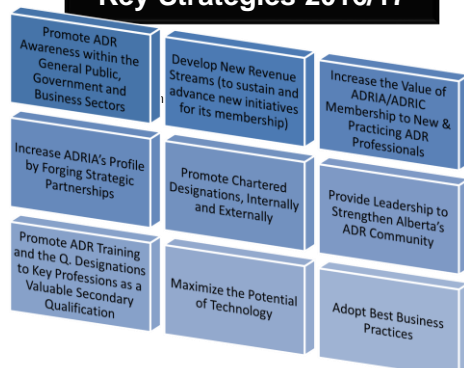 Key Strategies 2016/17
Promote ADR
Awareness within the
General Public,
Government and
Business Sectors
Develop New Revenue
Streams (to sustain and
advance new initiatives
for its membership)
Increase the Value of
ADRIA/ADRIC
Membership to New &
Practicing ADR
Professionals
Increase ADRIA's Profile
by Forging Strategic
Partnerships
Promote Chartered
Designations, Internally
and Externally
Provide Leadership to
Strengthen Alberta's
ADR Community
Promote ADR Training
and the Q. Designations
to Key Professions as a
Valuable Secondary
Qualification
Maximize the Potential
of Technology
Adopt Best Business
Practices